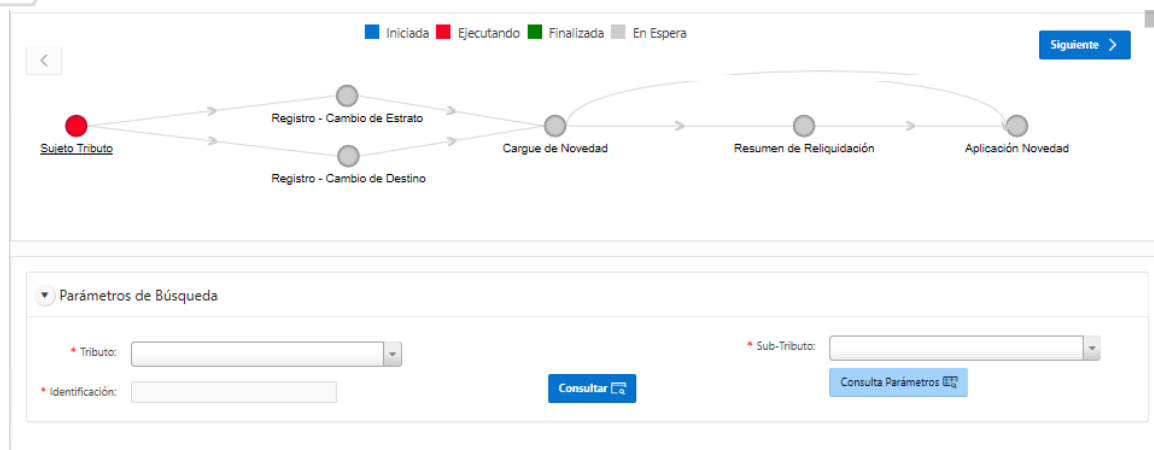 Iniciada Ejecutando Finalizada En Espera
Siguiente
Registro - Cambio de Estrato
Sujeto Tributo
Cargue de Novedad
Resumen de Reliquidación
Aplicación Novedad
Registro - Cambio de Destino
Parámetros de Búsqueda
* Tributo:
* Sub-Tributo:
* Identificación:
Consultar
Consulta Parámetros